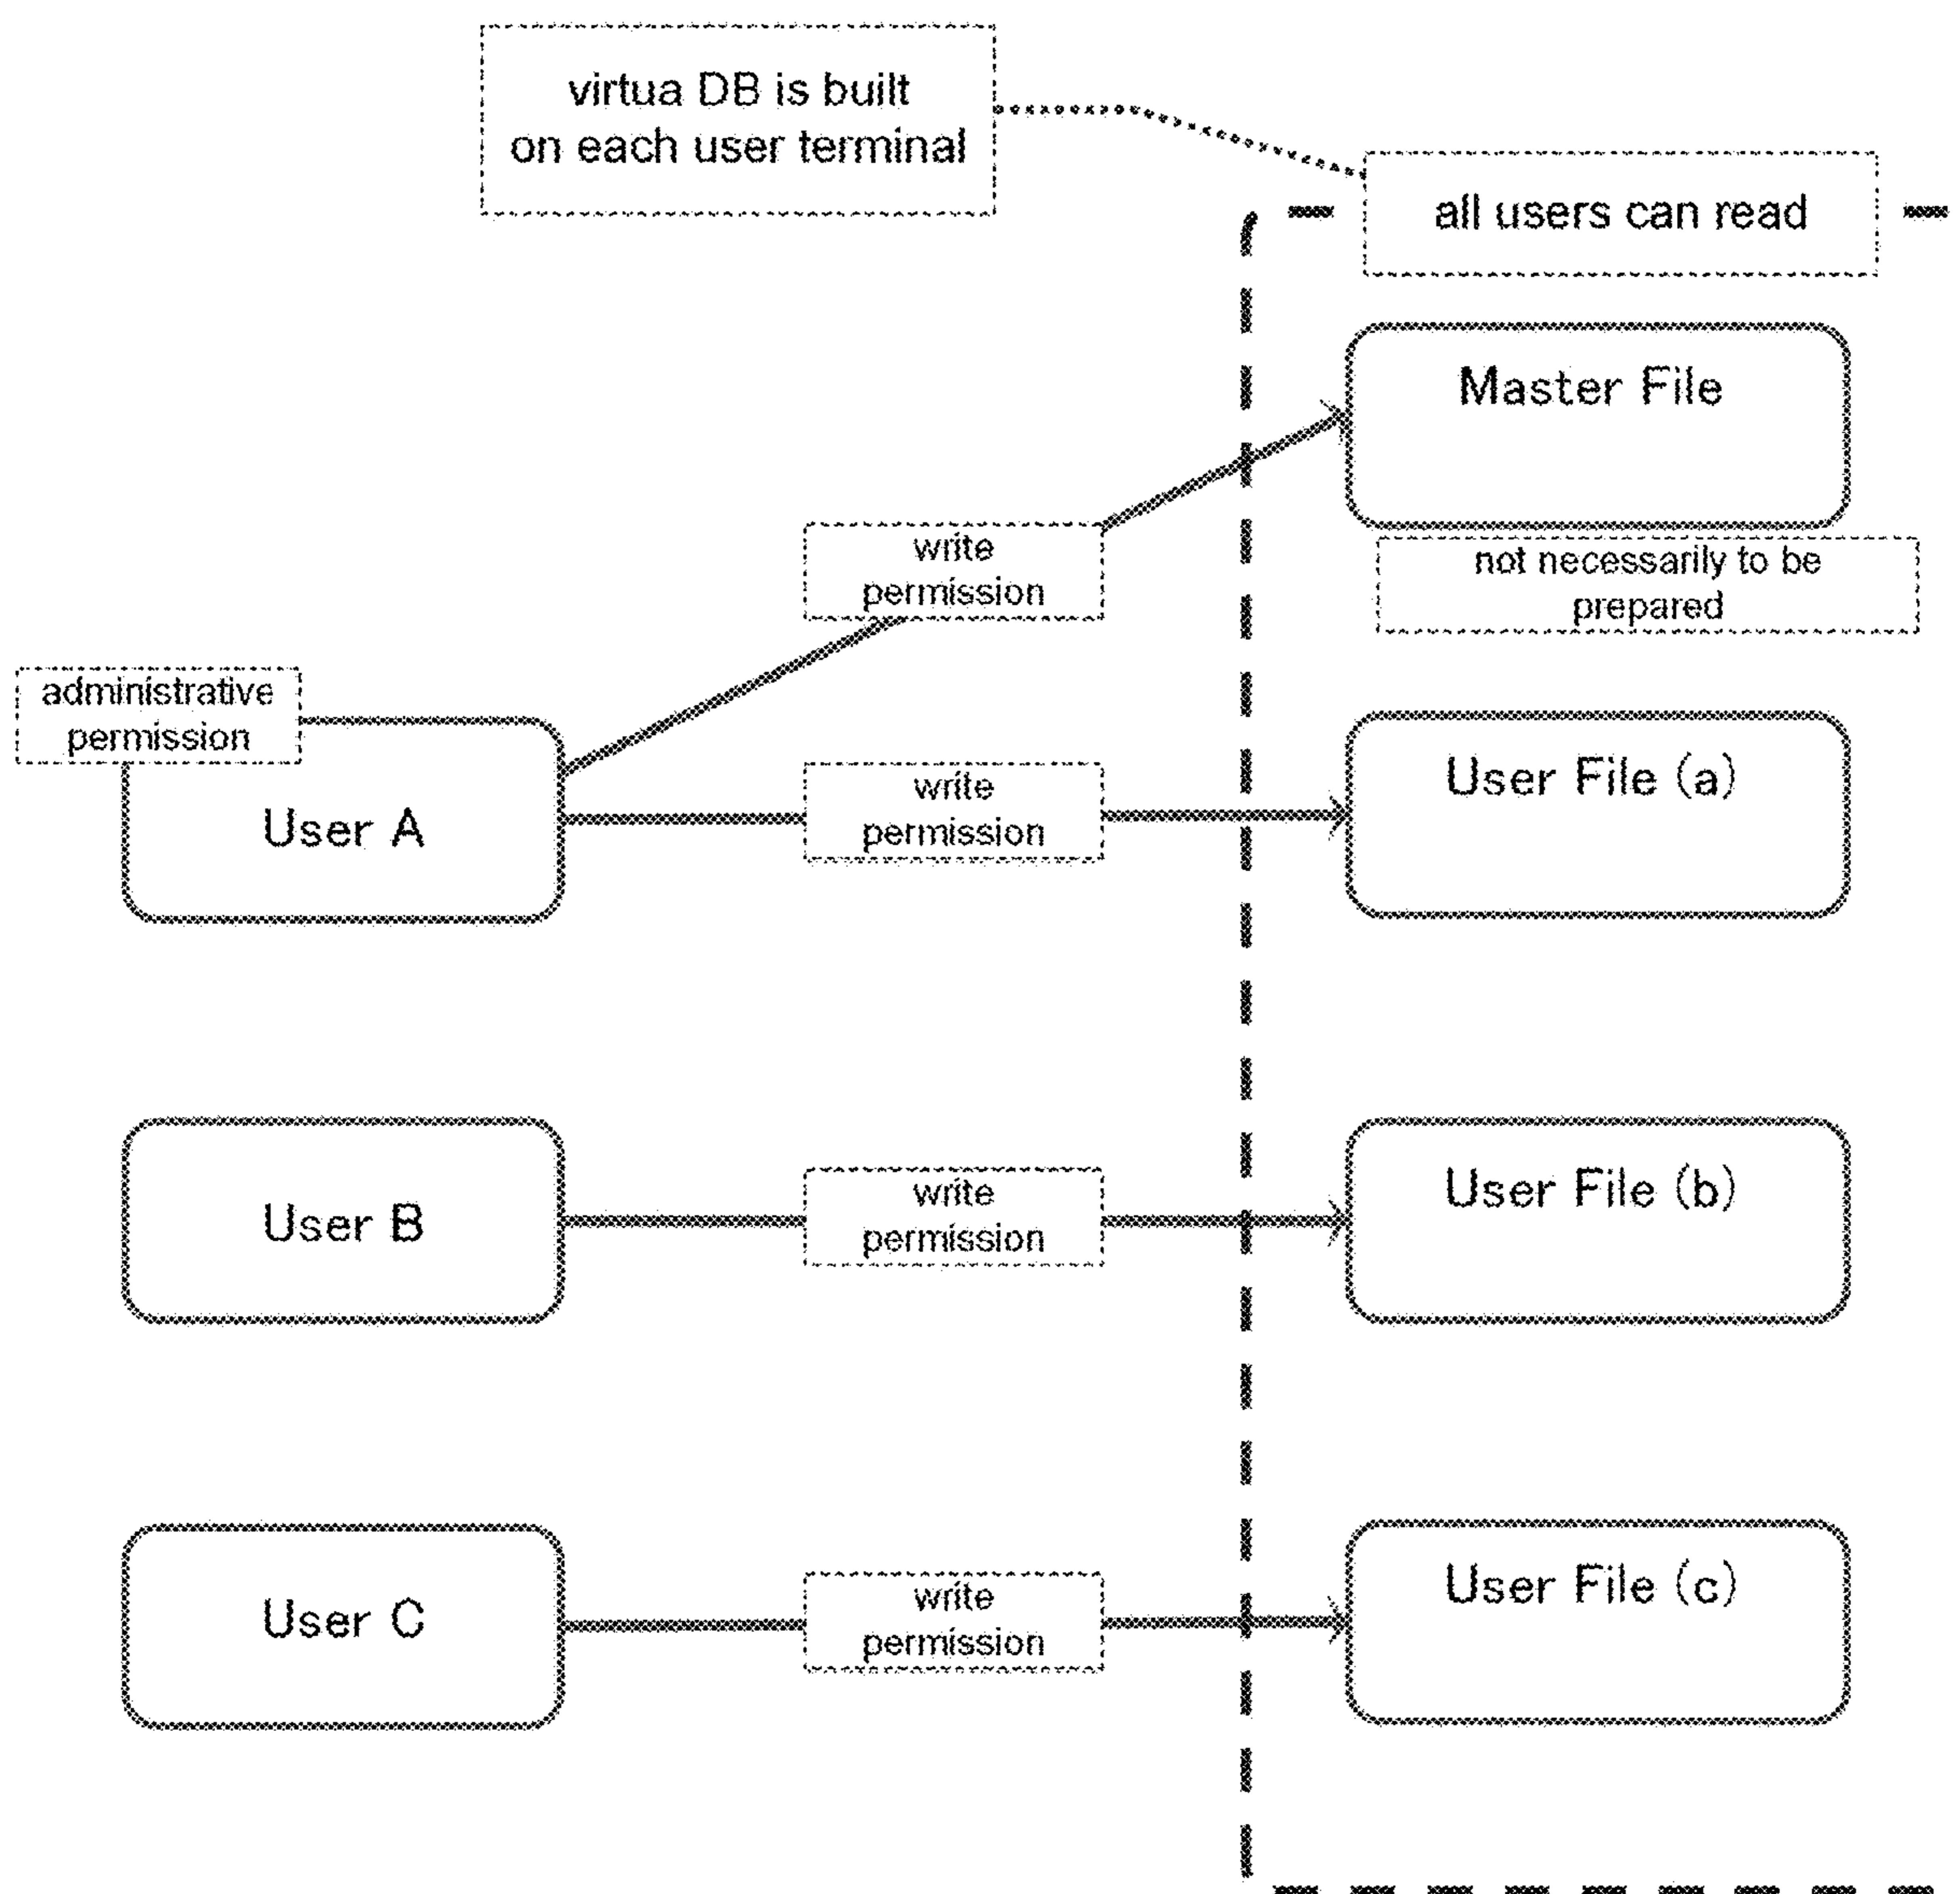 virtua DB is built
on each user terminal
all users can read
Master File
write
permission
not necessarily to be
prepared
administrative
permission
User A
write
permission
User File (a)
User B
write
permission
User File (b)
User C
write
permission
User File (c)